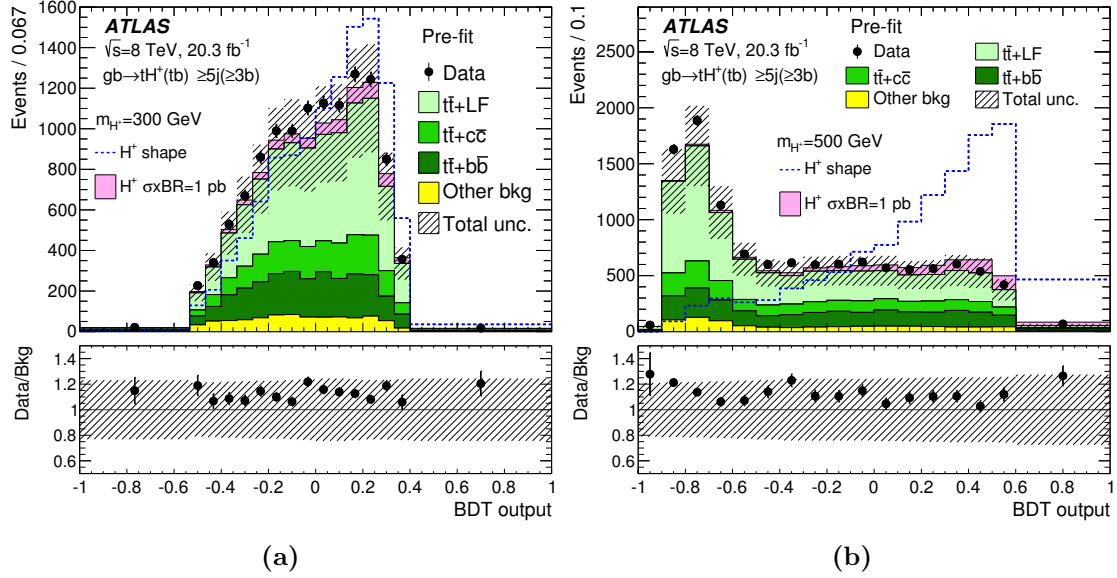 Events / 0.067
1600
1400
1200
1000
800
600
400
200
0
ATLAS
√s=8 TeV, 20.3 fb⁻¹
gb→tH⁺(tb) ≥5j(≥3b)
m_H⁺=300 GeV
H⁺ shape
H⁺ σxBR=1 pb
Pre-fit
Data
tt̄+LF
tt̄+cc̄
tt̄+bb̄
Other bkg
Total unc.
Data/Bkg
1.4
1.2
1
0.8
0.6
-1 -0.8 -0.6 -0.4 -0.2 0 0.2 0.4 0.6 0.8 1
BDT output
(a)
Events / 0.1
2500
2000
1500
1000
500
0
ATLAS
√s=8 TeV, 20.3 fb⁻¹
gb→tH⁺(tb) ≥5j(≥3b)
Pre-fit
Data
tt̄+LF
tt̄+cc̄
tt̄+bb̄
Other bkg
Total unc.
m_H⁺=500 GeV
H⁺ shape
H⁺ σxBR=1 pb
Data/Bkg
1.4
1.2
1
0.8
0.6
-1 -0.8 -0.6 -0.4 -0.2 0 0.2 0.4 0.6 0.8 1
BDT output
(b)